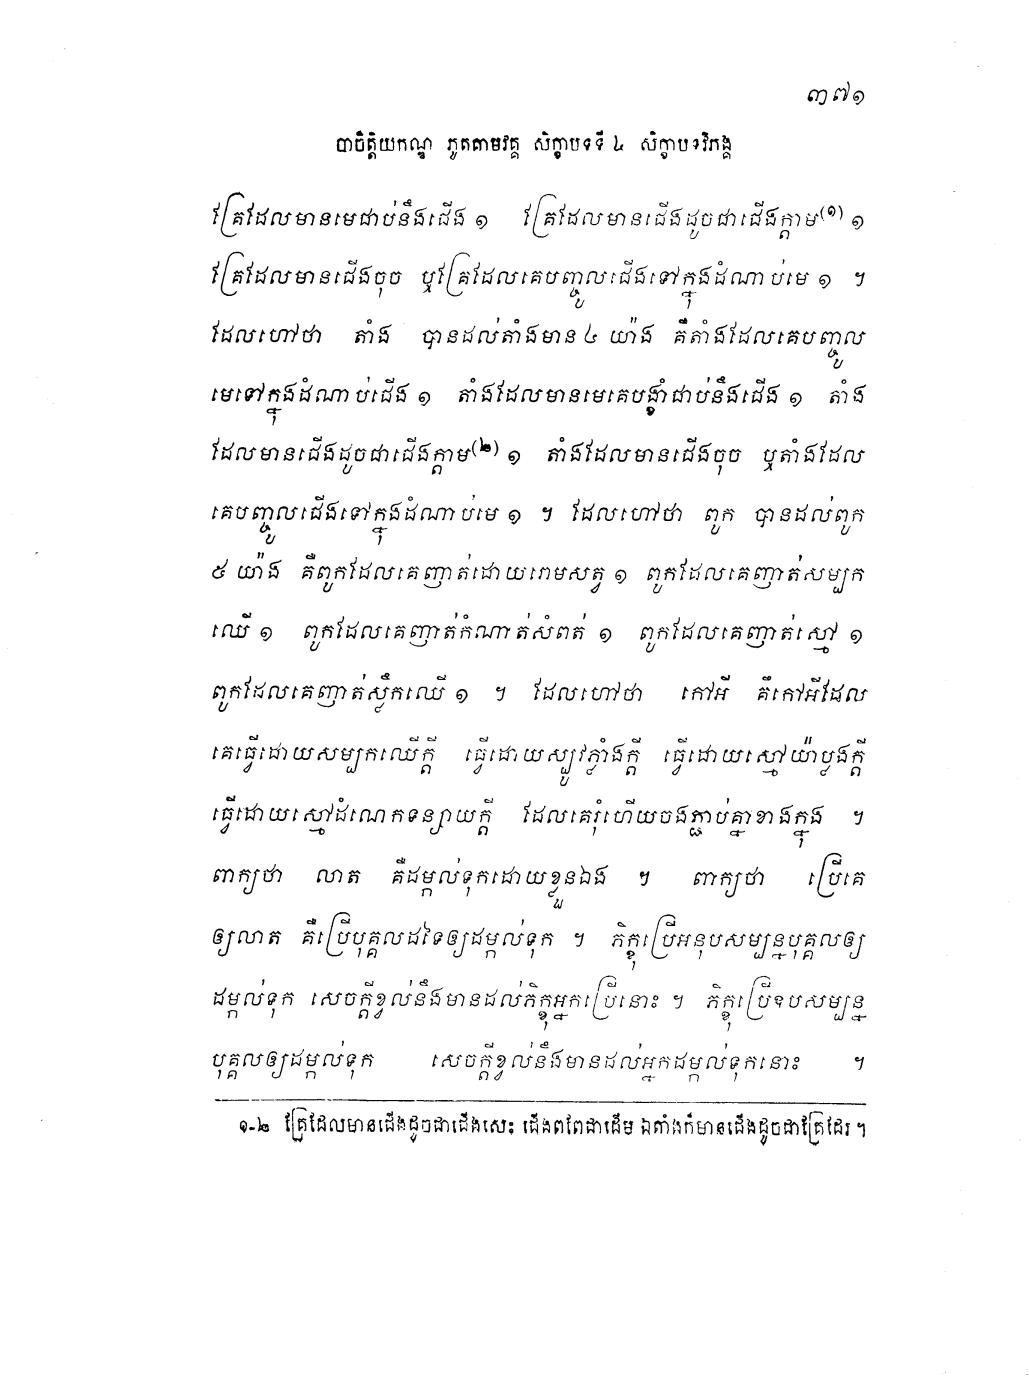 ៣៧១
បាចិត្តិយកណ្ឌ ភូតគាមវគ្គ សិក្ខាបទទី ៤ សិក្ខាបទវិភង្គ
គ្រែដែលមានមេជាប់នឹងជើង ១ គ្រែដែលមានជើងដូចជាជើងក្តាម(១) ១
គ្រែដែលមានជើងចុច ឬគ្រែដែលគេបញ្ចូលជើងទៅក្នុងដំណាប់មេ ១ ។
ដែលហៅថា តាំង បានដល់តាំងមាន ៤ យ៉ាង គឺតាំងដែលគេបញ្ចូល
មេទៅក្នុងដំណាប់ជើង ១ តាំងដែលមានមេគេបង្ខាំជាប់នឹងជើង ១ តាំង
ដែលមានជើងដូចជាជើងក្តាម(២) ១ តាំងដែលមានជើងចុច ឬតាំងដែល
គេបញ្ចូលជើងទៅក្នុងដំណាប់មេ ១ ។ ដែលហៅថា ពូក បានដល់ពូក
៥ យ៉ាង គឺពូកដែលគេញាត់ដោយរោមសត្វ ១ ពូកដែលគេញាត់សម្បក
ឈើ ១ ពូកដែលគេញាត់កំណាត់សំពត់ ១ ពូកដែលគេញាត់ស្មៅ ១
ពូកដែលគេញាត់ស្លឹកឈើ ១ ។ ដែលហៅថា កៅអី គឺកៅអីដែល
គេធ្វើដោយសម្បកឈើក្តី ធ្វើដោយស្បូវភ្លាំងក្តី ធ្វើដោយស្មៅយ៉ាប្លងក្តី
ធ្វើដោយស្មៅដំណេកទន្សាយក្តី ដែលគេរុំហើយចងភ្ជាប់គ្នាខាងក្នុង ។
ពាក្យថា លាត គឺដម្កល់ទុកដោយខ្លួនឯង ។ ពាក្យថា ប្រើគេ
ឲ្យលាត គឺប្រើបុគ្គលដទៃឲ្យដម្កល់ទុក ។ ភិក្ខុប្រើអនុបសម្បន្នបុគ្គលឲ្យ
ដម្កល់ទុក សេចក្តីខ្វល់នឹងមានដល់ភិក្ខុអ្នកប្រើនោះ ។ ភិក្ខុប្រើឧបសម្បន្ន
បុគ្គលឲ្យដម្កល់ទុក សេចក្តីខ្វល់នឹងមានដល់អ្នកដម្កល់ទុកនោះ ។
១-២ គ្រែដែលមានជើងដូចជាជើងសេះ ជើងពពែជាដើម ឯតាំងក៏មានជើងដូចជាគ្រែដែរ ។